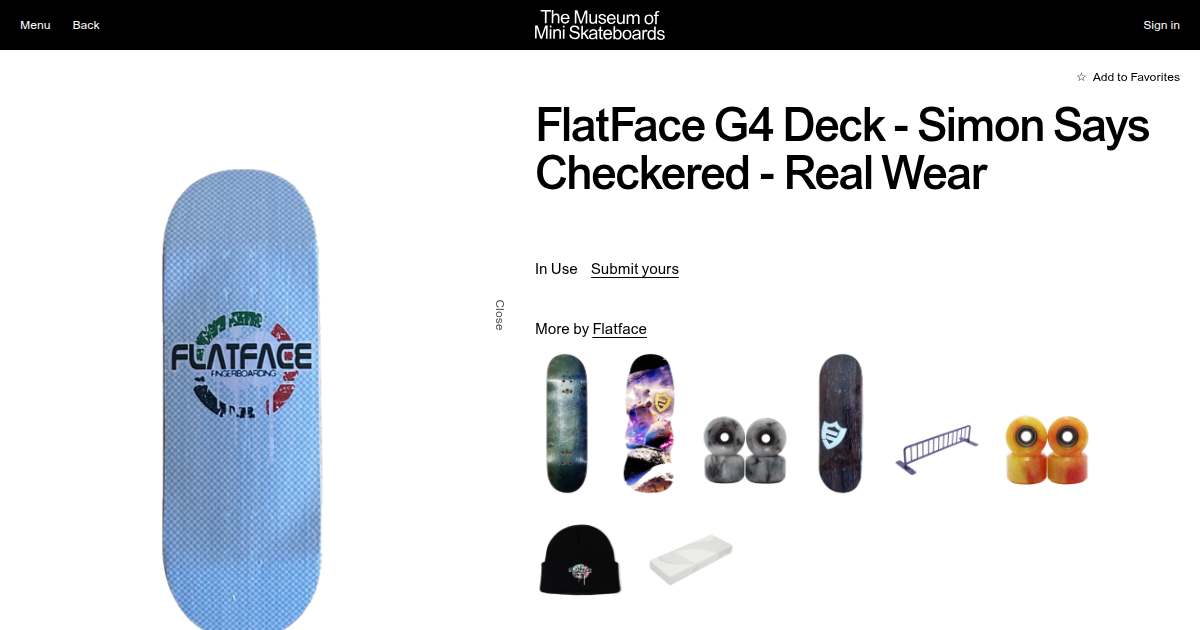 Menu Back
The Museum of
Mini Skateboards
Sign in
☆ Add to Favorites
FlatFace G4 Deck - Simon Says
Checkered - Real Wear
In Use Submit yours
Close
More by Flatface
FLATFACE
FINGERBOARDING